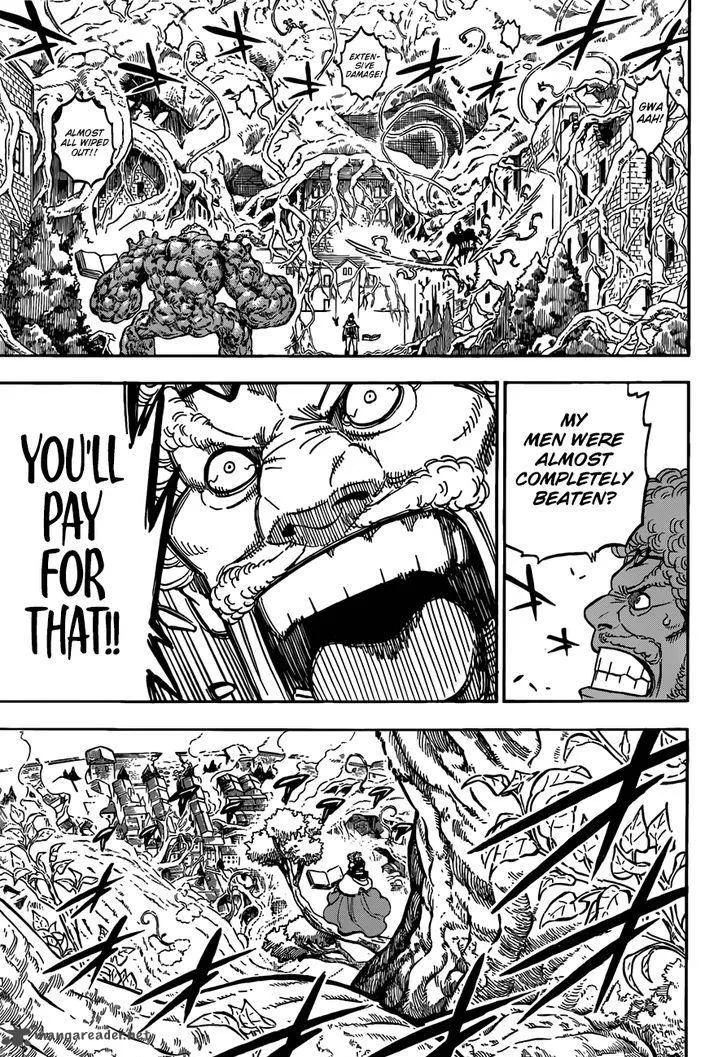 GWA
AAH!
EXTEN-
SIVE
DAMAGE!
ALMOST
ALL WIPED
OUT!!
MY
MEN WERE
ALMOST
COMPLETELY
BEATEN?
YOU'LL
PAY
FOR
THAT!!
mangareader.net